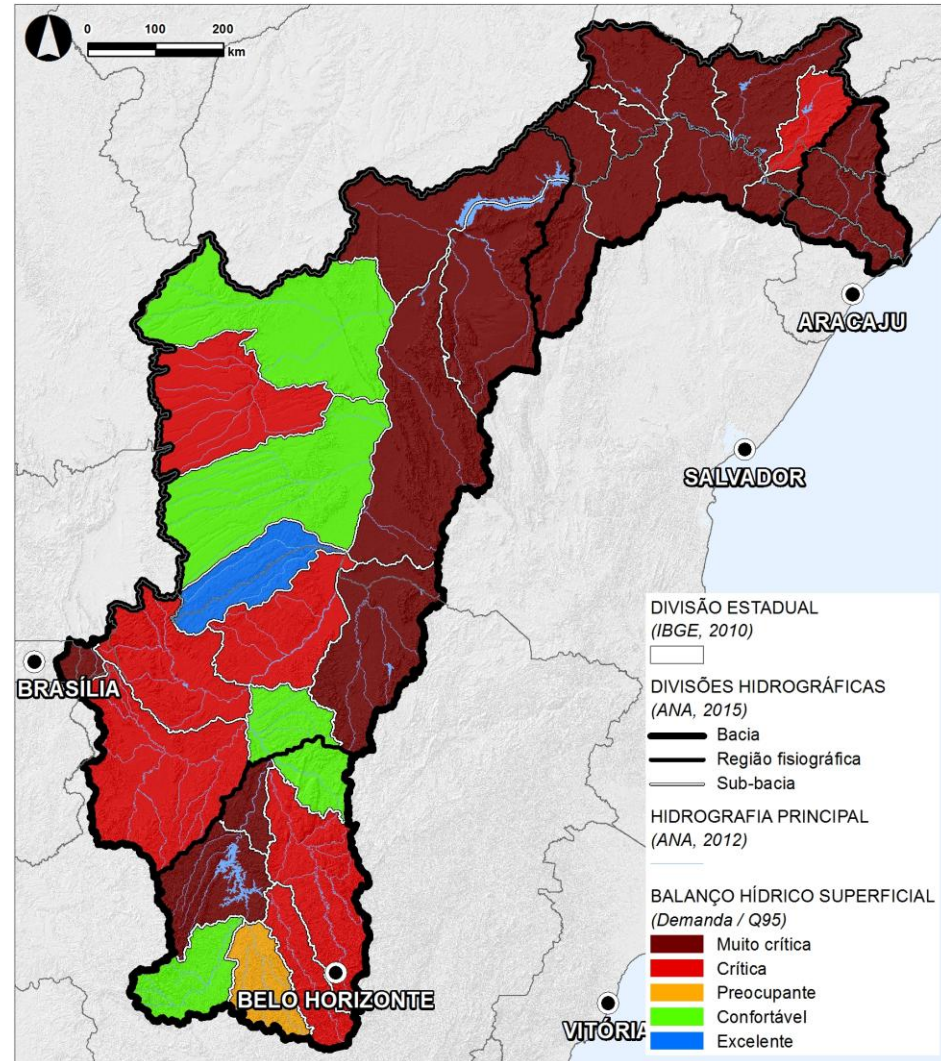 0 100 200
km
ARACAJU
SALVADOR
BRASÍLIA
BELO HORIZONTE
VITÓRIA
DIVISÃO ESTADUAL
(IBGE, 2010)
DIVISÕES HIDROGRÁFICAS
(ANA, 2015)
Bacia
Região fisiográfica
Sub-bacia
HIDROGRAFIA PRINCIPAL
(ANA, 2012)
BALANÇO HÍDRICO SUPERFICIAL
(Demanda / Q95)
Muito crítica
Crítica
Preocupante
Confortável
Excelente